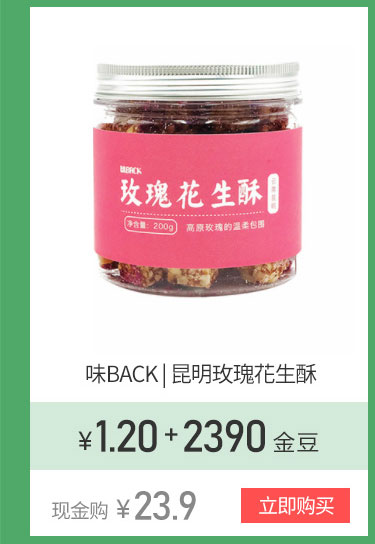 味BACK
玫瑰花生酥
净含量:200g
高原玫瑰的温柔包围
味BACK | 昆明玫瑰花生酥
¥1.20+2390 金豆
现金购 ¥23.9
立即购买